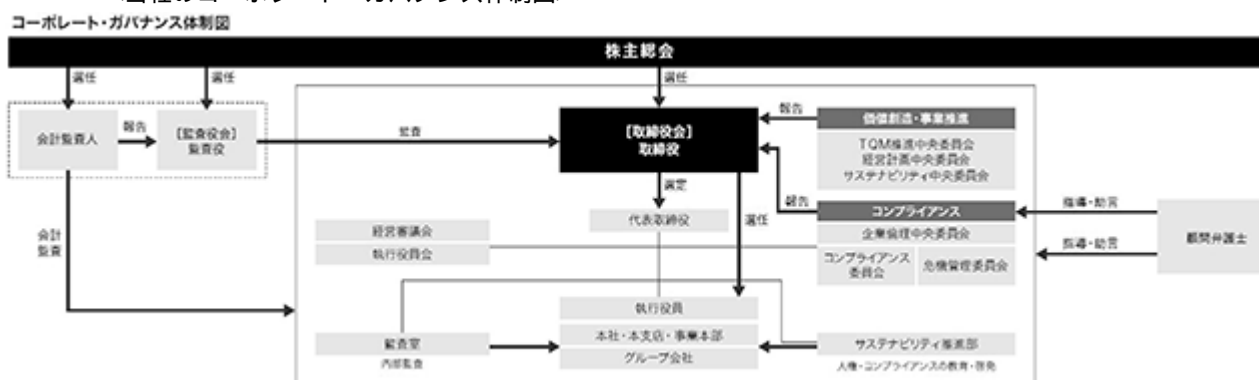 コーポレート・ガバナンス体制図
株主総会
選任
選任
選任
会計監査人
報告
[監査役会]
監査役
監査
[取締役会]
取締役
報告
価値創造・事業推進
TQM推進中央委員会
経営計画中央委員会
サステナビリティ中央委員会
選定
選任
報告
コンプライアンス
企業倫理中央委員会
コンプライアンス
委員会
危機管理委員会
指導・助言
指導・助言
顧問弁護士
会計
監査
経営審議会
執行役員会
代表取締役
執行役員
本社・本支店・事業本部
グループ会社
監査室
内部監査
サステナビリティ推進部
人権・コンプライアンスの教育・啓発